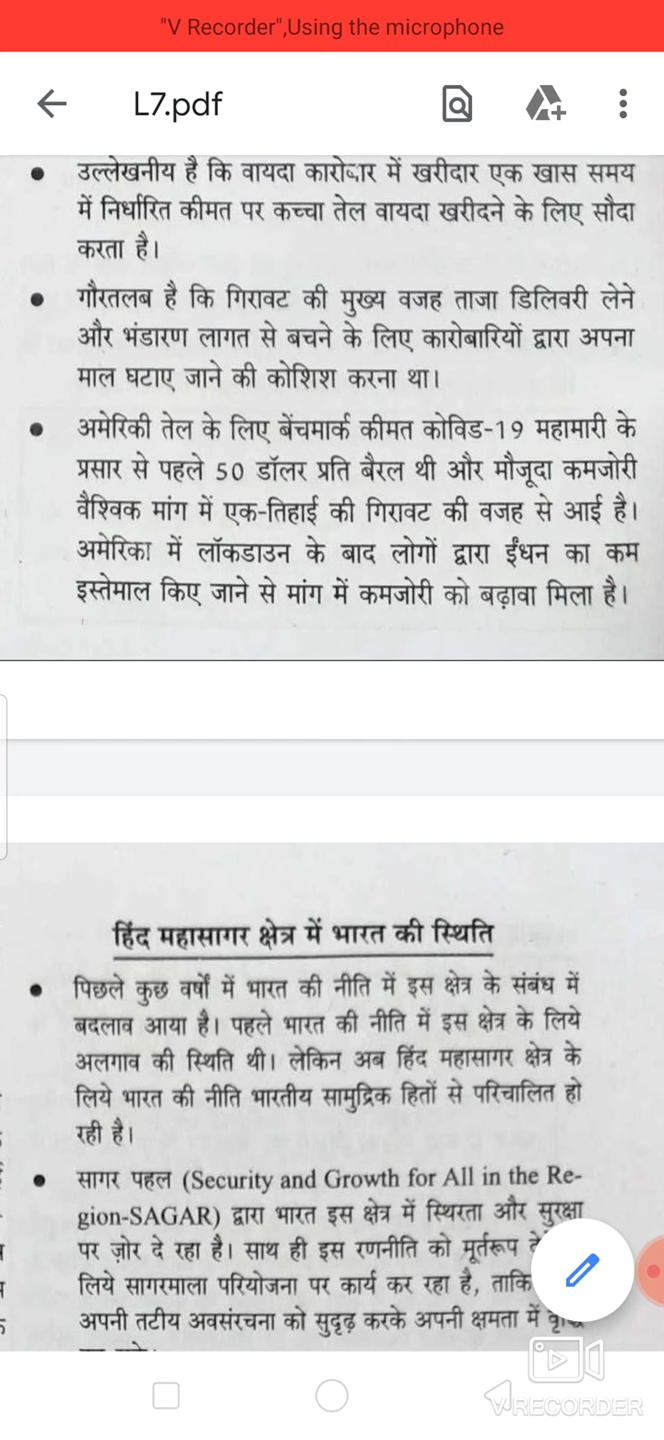 "V Recorder",Using the microphone
L7.pdf
उल्लेखनीय है कि वायदा कारोबार में खरीदार एक खास समय
में निर्धारित कीमत पर कच्चा तेल वायदा खरीदने के लिए सौदा
करता है।
गौरतलब है कि गिरावट की मुख्य वजह ताजा डिलिवरी लेने
और भंडारण लागत से बचने के लिए कारोबारियों द्वारा अपना
माल घटाए जाने की कोशिश करना था।
अमेरिकी तेल के लिए बेंचमार्क कीमत कोविड-19 महामारी के
प्रसार से पहले 50 डॉलर प्रति बैरल थी और मौजूदा कमजोरी
वैश्विक मांग में एक-तिहाई की गिरावट की वजह से आई है।
अमेरिका में लॉकडाउन के बाद लोगों द्वारा ईंधन का कम
इस्तेमाल किए जाने से मांग में कमजोरी को बढ़ावा मिला है।
हिंद महासागर क्षेत्र में भारत की स्थिति
पिछले कुछ वर्षों में भारत की नीति में इस क्षेत्र के संबंध में
बदलाव आया है। पहले भारत की नीति में इस क्षेत्र के लिये
अलगाव की स्थिति थी। लेकिन अब हिंद महासागर क्षेत्र के
लिये भारत की नीति भारतीय सामुद्रिक हितों से परिचालित हो
रही है।
सागर पहल (Security and Growth for All in the Re-
gion-SAGAR) द्वारा भारत इस क्षेत्र में स्थिरता और सुरक्षा
पर ज़ोर दे रहा है। साथ ही इस रणनीति को मूर्तरूप
लिये सागरमाला परियोजना पर कार्य कर रहा है, ताकि
अपनी तटीय अवसंरचना को सुदृढ़ करके अपनी क्षमता में
V RECORDER